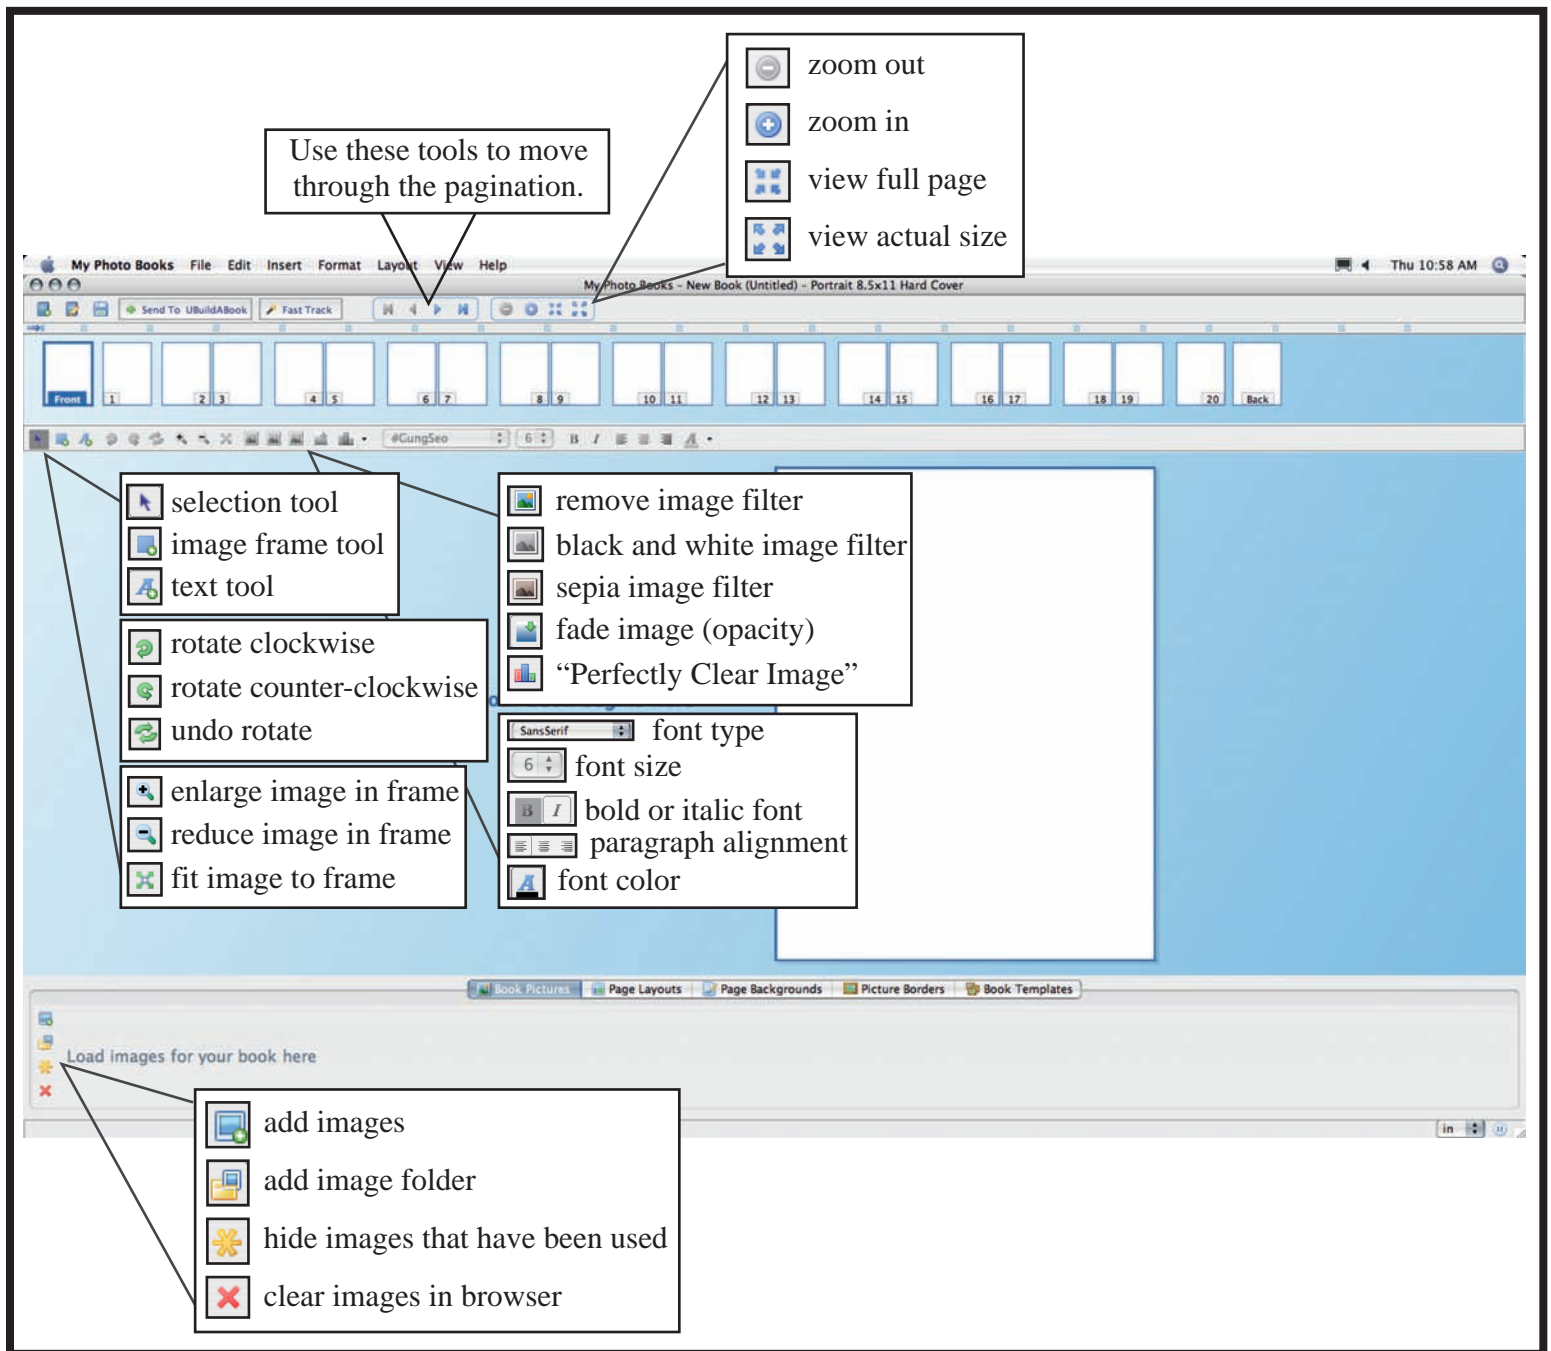 zoom out
zoom in
view full page
view actual size
Use these tools to move
through the pagination.
My Photo Books File Edit Insert Format Layout View Help
Thu 10:58 AM
My Photo Books - New Book (Untitled) - Portrait 8.5x11 Hard Cover
Send To UBuildABook Fast Track
Front 1 2 3 4 5 6 7 8 9 10 11 12 13 14 15 16 17 18 19 20 Back
#GungSeo 6 B I A
selection tool
image frame tool
text tool
rotate clockwise
rotate counter-clockwise
undo rotate
enlarge image in frame
reduce image in frame
fit image to frame
remove image filter
black and white image filter
sepia image filter
fade image (opacity)
“Perfectly Clear Image”
SansSerif font type
6 font size
B I bold or italic font
paragraph alignment
A font color
Book Pictures Page Layouts Page Backgrounds Picture Borders Book Templates
Load images for your book here
in
add images
add image folder
hide images that have been used
clear images in browser